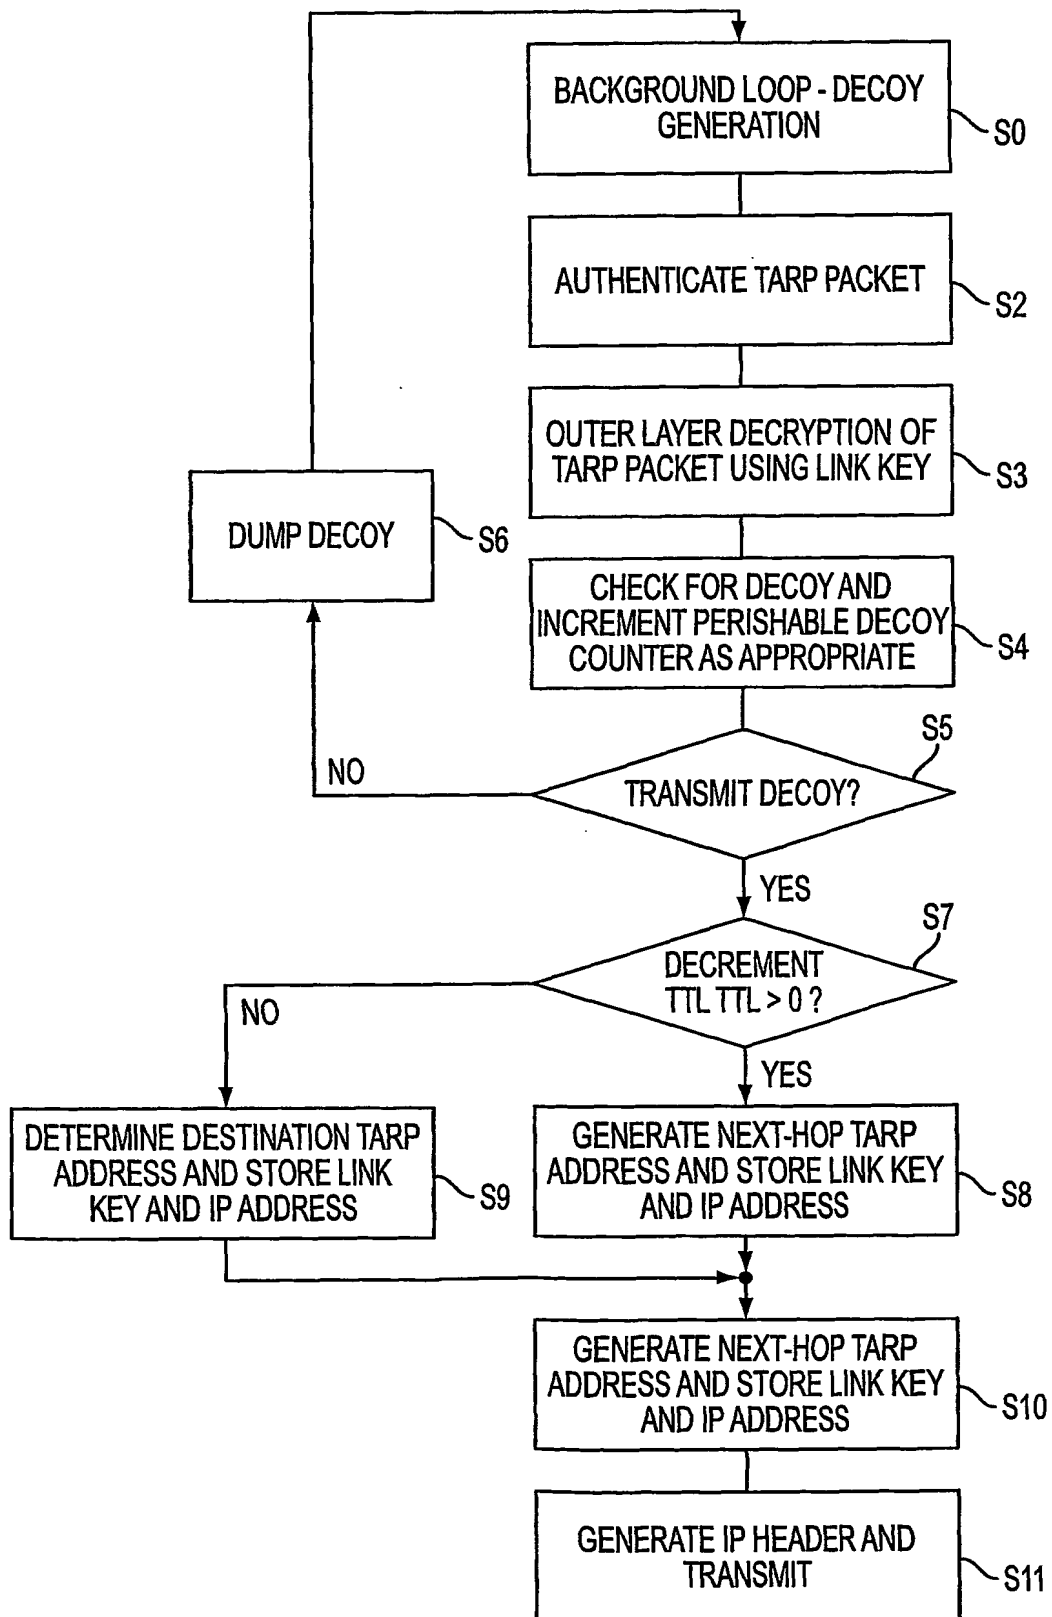 BACKGROUND LOOP - DECOY
GENERATION
S0
AUTHENTICATE TARP PACKET
S2
OUTER LAYER DECRYPTION OF
TARP PACKET USING LINK KEY
S3
DUMP DECOY
S6
CHECK FOR DECOY AND
INCREMENT PERISHABLE DECOY
COUNTER AS APPROPRIATE
S4
S5
NO
TRANSMIT DECOY?
YES
S7
DECREMENT
TTL TTL > 0 ?
NO
YES
DETERMINE DESTINATION TARP
ADDRESS AND STORE LINK
KEY AND IP ADDRESS
S9
GENERATE NEXT-HOP TARP
ADDRESS AND STORE LINK KEY
AND IP ADDRESS
S8
GENERATE NEXT-HOP TARP
ADDRESS AND STORE LINK KEY
AND IP ADDRESS
S10
GENERATE IP HEADER AND
TRANSMIT
S11